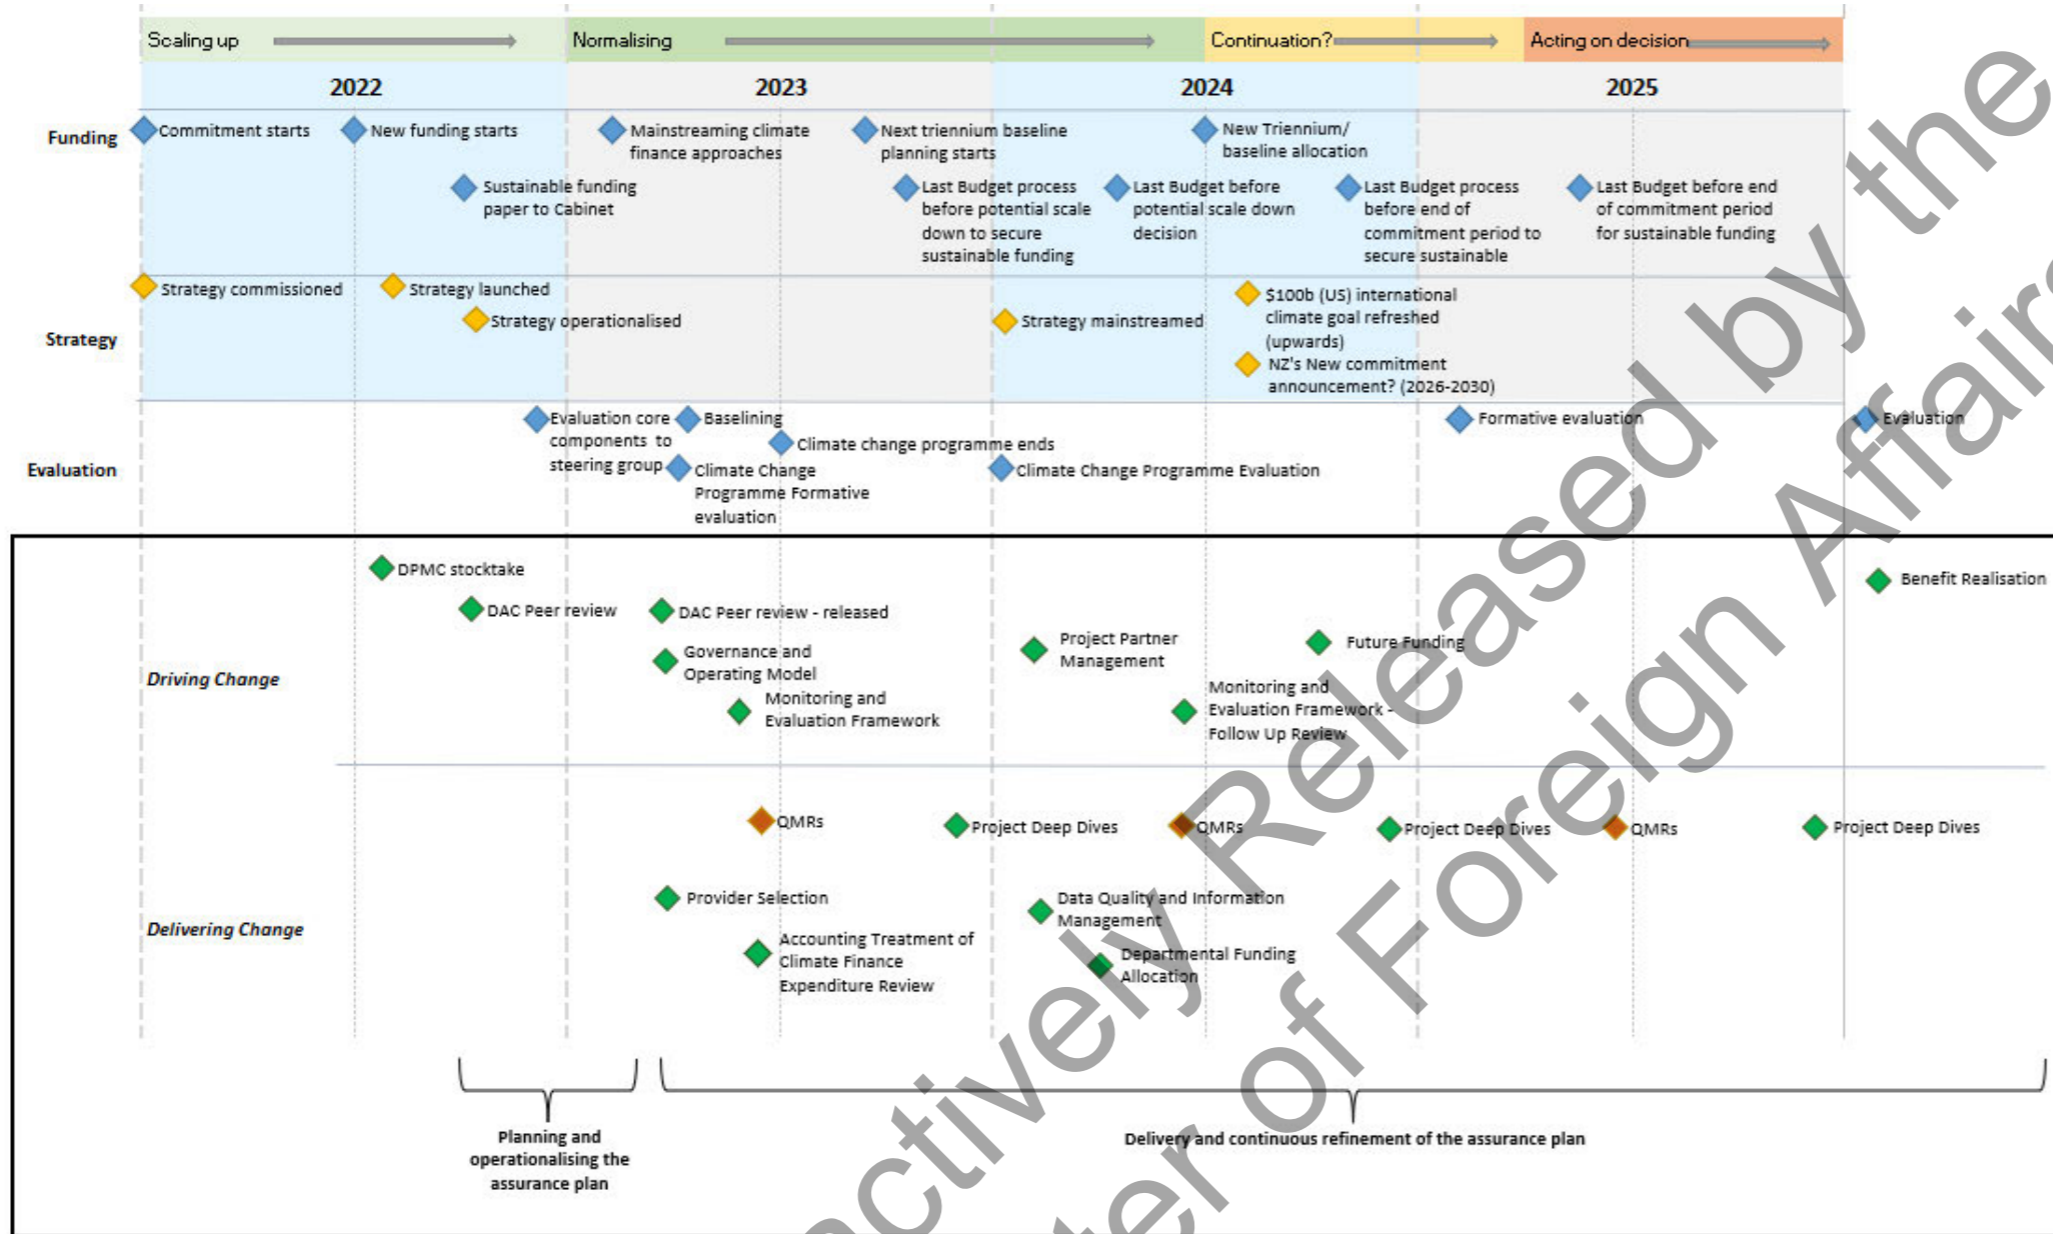 Scaling up
Normalising
Continuation?
Acting on decision
2022
2023
2024
2025
Funding
Commitment starts
New funding starts
Mainstreaming climate
finance approaches
Next triennium baseline
planning starts
New Triennium/
baseline allocation
Sustainable funding
paper to Cabinet
Last Budget process
before potential scale
down to secure
sustainable funding
Last Budget before
potential scale down
decision
Last Budget process
before end of
commitment period to
secure sustainable
Last Budget before end
of commitment period
for sustainable funding
Strategy
Strategy commissioned
Strategy launched
Strategy operationalised
Strategy mainstreamed
$100b (US) international
climate goal refreshed
(upwards)
NZ's New commitment
announcement? (2026-2030)
Evaluation
Evaluation core
components to
steering group
Baselining
Climate change programme ends
Climate Change
Programme Formative
evaluation
Climate Change Programme Evaluation
Formative evaluation
Evaluation
Driving Change
DPMC stocktake
DAC Peer review
DAC Peer review - released
Governance and
Operating Model
Monitoring and
Evaluation Framework
Project Partner
Management
Monitoring and
Evaluation Framework -
Follow Up Review
Future Funding
Benefit Realisation
Delivering Change
QMRs
Project Deep Dives
QMRs
Project Deep Dives
QMRs
Project Deep Dives
Provider Selection
Accounting Treatment of
Climate Finance
Expenditure Review
Data Quality and Information
Management
Departmental Funding
Allocation
Planning and
operationalising the
assurance plan
Delivery and continuous refinement of the assurance plan
Released by the
of Foreign Affairs